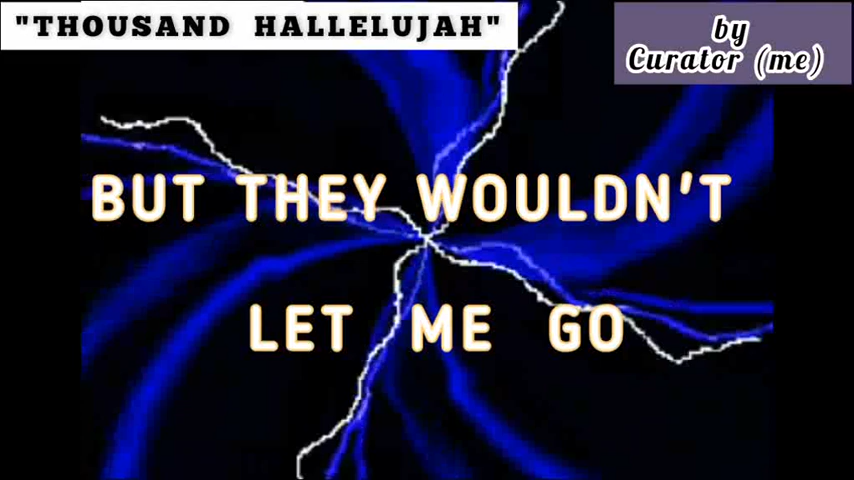 "THOUSAND HALLELUJAH"
by
Curator (me)
BUT THEY WOULDN'T
LET ME GO